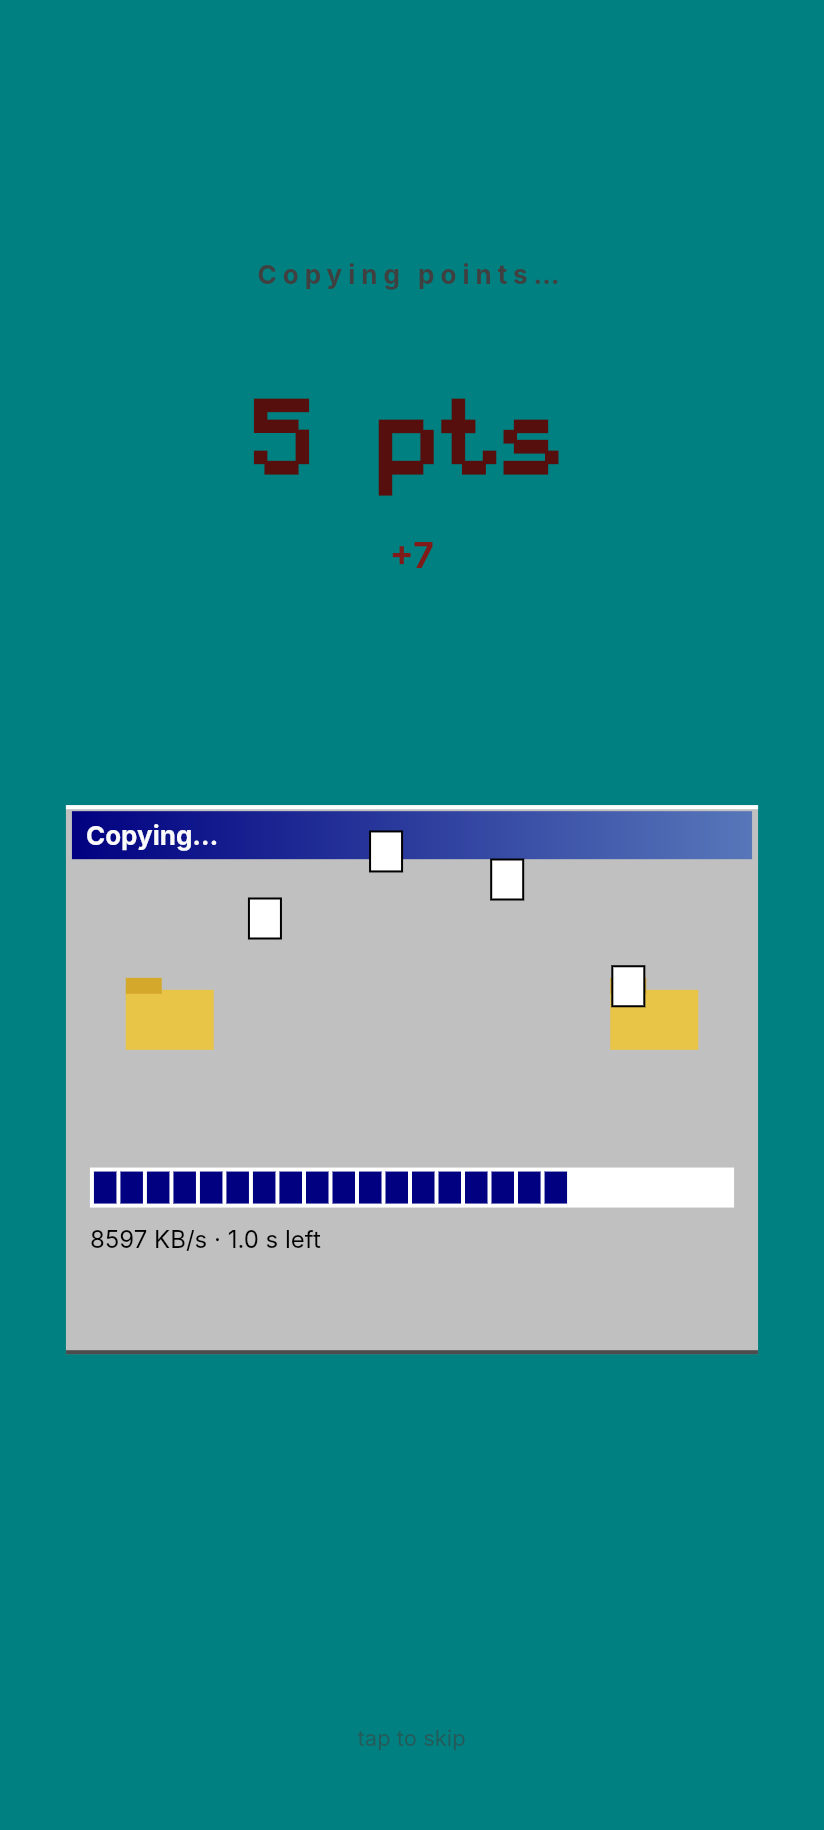 Copying points…
5 pts
+7
Copying…
8597 KB/s · 1.0 s left
tap to skip